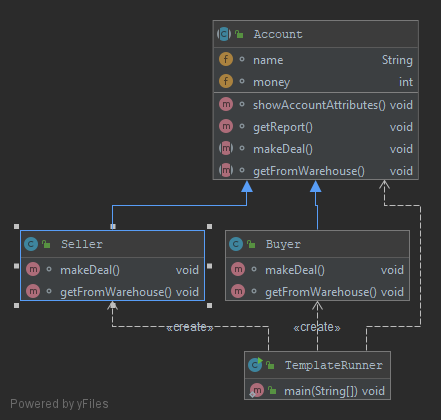 Account
name String
money int
showAccountAttributes() void
getReport() void
makeDeal() void
getFromWarehouse() void
Seller
makeDeal() void
getFromWarehouse() void
Buyer
makeDeal() void
getFromWarehouse() void
«create»
«create»
TemplateRunner
main(String[]) void
Powered by yFiles